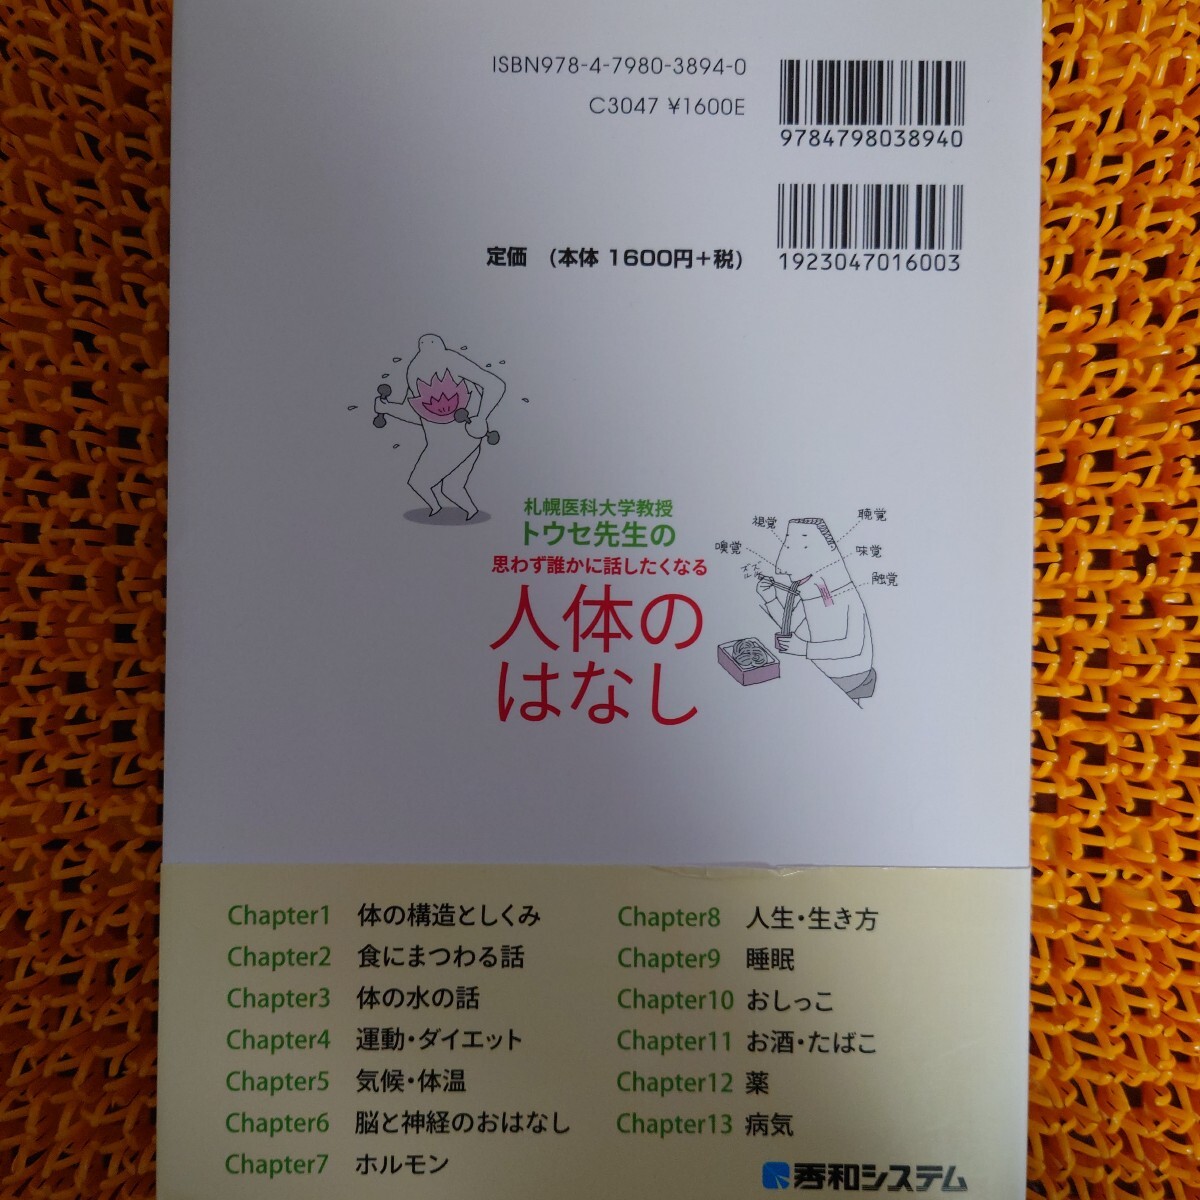 ISBN978-4-7980-3894-0
C3047 ¥1600E
9784798038940
定価 (本体 1600円+税)
1923047016003
札幌医科大学教授
トウセ先生の
思わず誰かに話したくなる
人体の
はなし
視覚
聴覚
嗅覚
味覚
ズズ
触覚
Chapter1 体の構造としくみ
Chapter2 食にまつわる話
Chapter3 体の水の話
Chapter4 運動・ダイエット
Chapter5 気候・体温
Chapter6 脳と神経のおはなし
Chapter7 ホルモン
Chapter8 人生・生き方
Chapter9 睡眠
Chapter10 おしっこ
Chapter11 お酒・たばこ
Chapter12 薬
Chapter13 病気
秀和システム